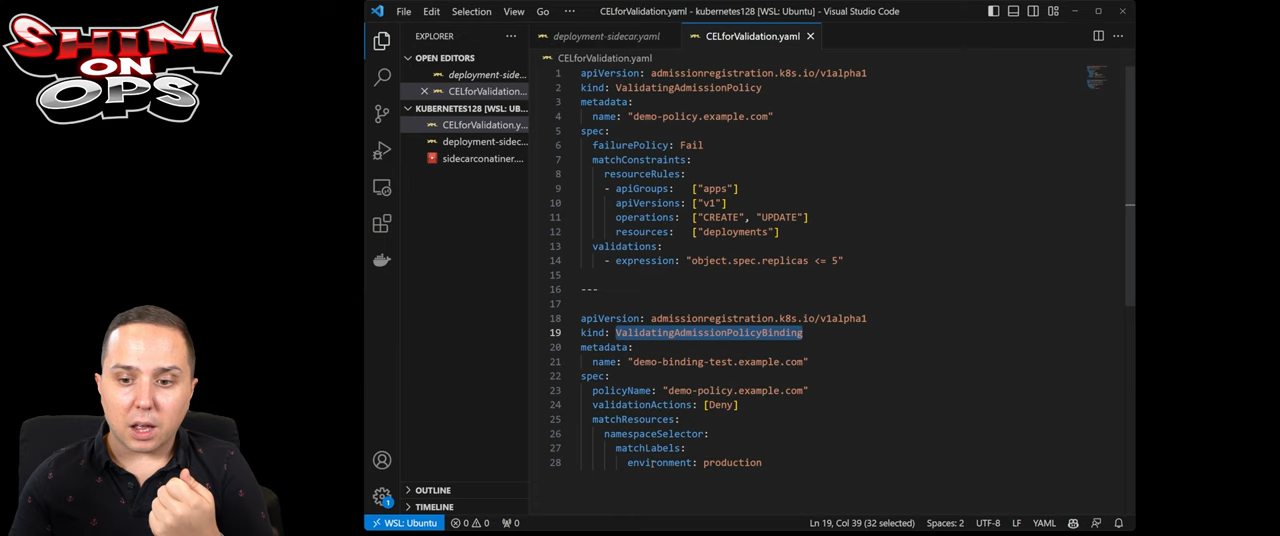 SHIM
ON
OPS
File Edit Selection View Go ··· CELforValidation.yaml - kubernetes128 [WSL: Ubuntu] - Visual Studio Code
EXPLORER ···
deployment-sidecar.yaml CELforValidation.yaml
OPEN EDITORS
deployment-side...
CELforValidation...
KUBERNETES128 [WSL: UB...
CELforValidation.y...
deployment-sidec...
sidecarconatiner....
OUTLINE
TIMELINE
CELforValidation.yaml
1 apiVersion: admissionregistration.k8s.io/v1alpha1
2 kind: ValidatingAdmissionPolicy
3 metadata:
4 name: "demo-policy.example.com"
5 spec:
6 failurePolicy: Fail
7 matchConstraints:
8 resourceRules:
9 - apiGroups: ["apps"]
10 apiVersions: ["v1"]
11 operations: ["CREATE", "UPDATE"]
12 resources: ["deployments"]
13 validations:
14 - expression: "object.spec.replicas <= 5"
15
16 ---
17
18 apiVersion: admissionregistration.k8s.io/v1alpha1
19 kind: ValidatingAdmissionPolicyBinding
20 metadata:
21 name: "demo-binding-test.example.com"
22 spec:
23 policyName: "demo-policy.example.com"
24 validationActions: [Deny]
25 matchResources:
26 namespaceSelector:
27 matchLabels:
28 environment: production
1
WSL: Ubuntu 0 0 0 Ln 19, Col 39 (32 selected) Spaces: 2 UTF-8 LF YAML